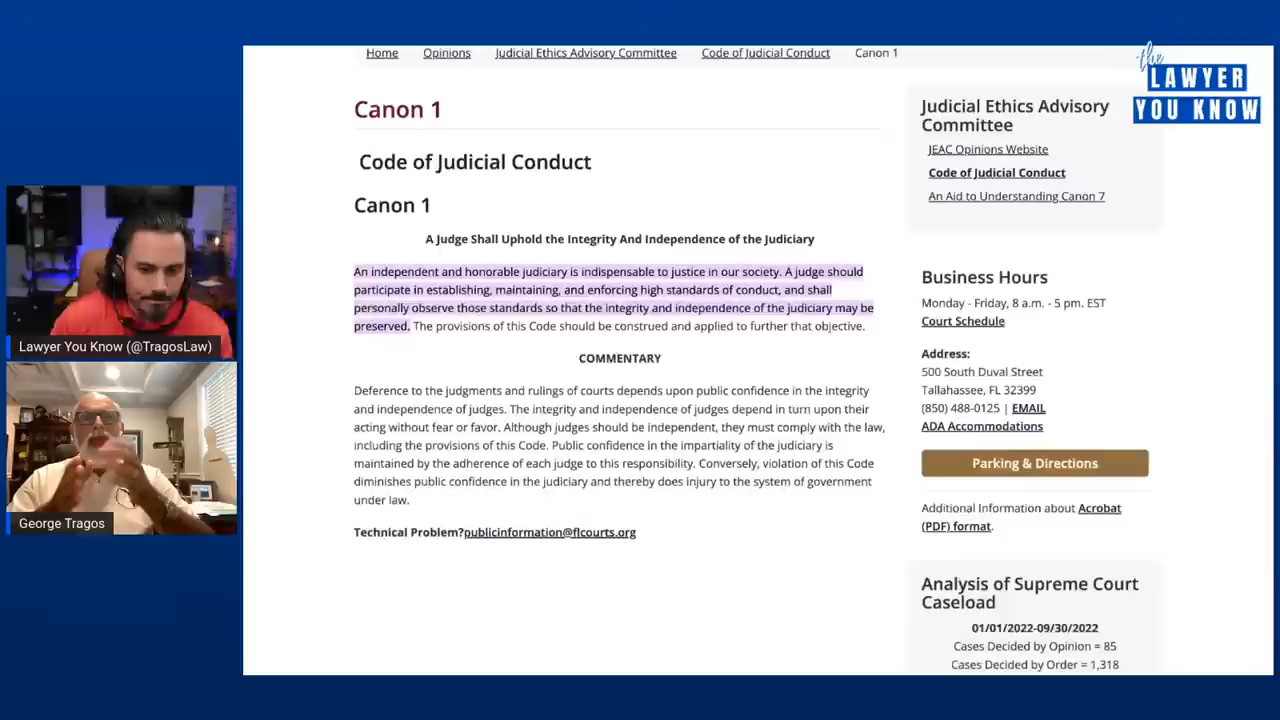 Home Opinions Judicial Ethics Advisory Committee Code of Judicial Conduct Canon 1
the
LAWYER
YOU KNOW
Canon 1
Code of Judicial Conduct
Canon 1
A Judge Shall Uphold the Integrity And Independence of the Judiciary
An independent and honorable judiciary is indispensable to justice in our society. A judge should
participate in establishing, maintaining, and enforcing high standards of conduct, and shall
personally observe those standards so that the integrity and independence of the judiciary may be
preserved. The provisions of this Code should be construed and applied to further that objective.
COMMENTARY
Deference to the judgments and rulings of courts depends upon public confidence in the integrity
and independence of judges. The integrity and independence of judges depend in turn upon their
acting without fear or favor. Although judges should be independent, they must comply with the law,
including the provisions of this Code. Public confidence in the impartiality of the judiciary is
maintained by the adherence of each judge to this responsibility. Conversely, violation of this Code
diminishes public confidence in the judiciary and thereby does injury to the system of government
under law.
Technical Problem?publicinformation@flcourts.org
Judicial Ethics Advisory
Committee
JEAC Opinions Website
Code of Judicial Conduct
An Aid to Understanding Canon 7
Business Hours
Monday - Friday, 8 a.m. - 5 pm. EST
Court Schedule
Address:
500 South Duval Street
Tallahassee, FL 32399
(850) 488-0125 | EMAIL
ADA Accommodations
Parking & Directions
Additional Information about Acrobat
(PDF) format.
Analysis of Supreme Court
Caseload
01/01/2022-09/30/2022
Cases Decided by Opinion = 85
Cases Decided by Order = 1,318
Lawyer You Know (@TragosLaw)
George Tragos